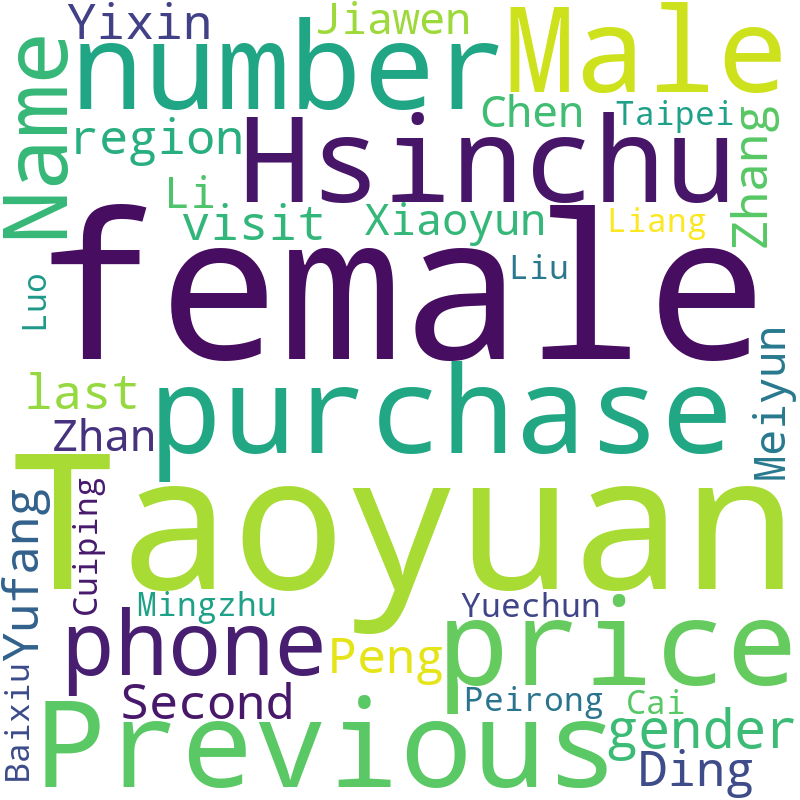 Yixin
Jiawen
number
Male
Name
region
Hsinchu
Chen
Taipei
Zhang
Li
visit
Xiaoyun
Liang
female
Liu
Luo
last
Zhan
purchase
Meiyun
Taoyuan
Yufang
Cuiping
Mingzhu
Yuechun
phone
Peng
price
Baixiu
Second
Peirong
Cai
Previous
gender
Ding